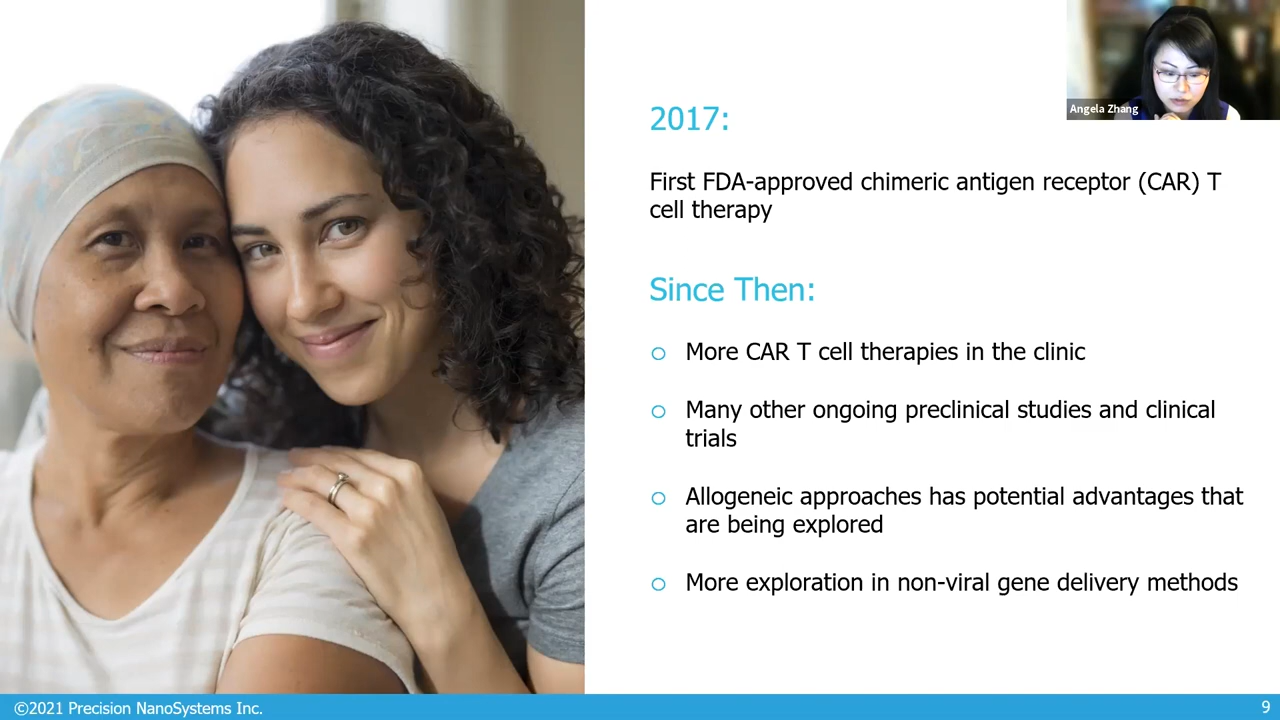 Angela Zhang
2017:
First FDA-approved chimeric antigen receptor (CAR) T
cell therapy
Since Then:
o More CAR T cell therapies in the clinic
o Many other ongoing preclinical studies and clinical
trials
o Allogeneic approaches has potential advantages that
are being explored
o More exploration in non-viral gene delivery methods
©2021 Precision NanoSystems Inc.
9